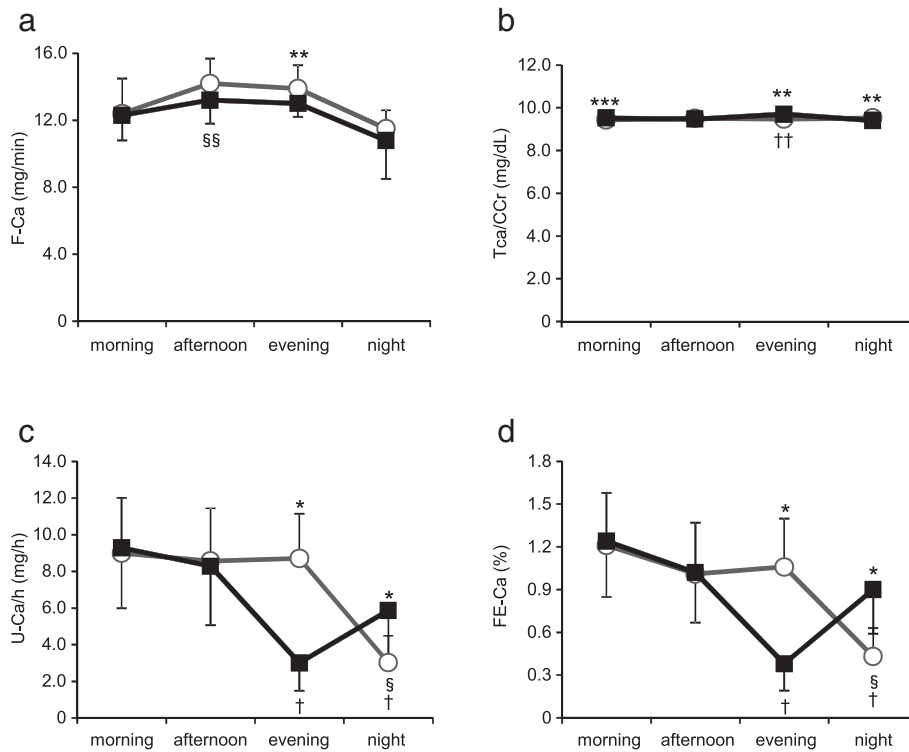 a
F-Ca (mg/min)
16.0
12.0
8.0
4.0
0
**
§§
morning afternoon evening night
b
Tca/CCr (mg/dL)
12.0
10.0
8.0
6.0
4.0
2.0
0
*** ** **
††
morning afternoon evening night
c
U-Ca/h (mg/h)
14.0
12.0
10.0
8.0
6.0
4.0
2.0
0
*
*
§
† †
morning afternoon evening night
d
FE-Ca (%)
1.8
1.5
1.2
0.9
0.6
0.3
0
*
*
§
† †
morning afternoon evening night